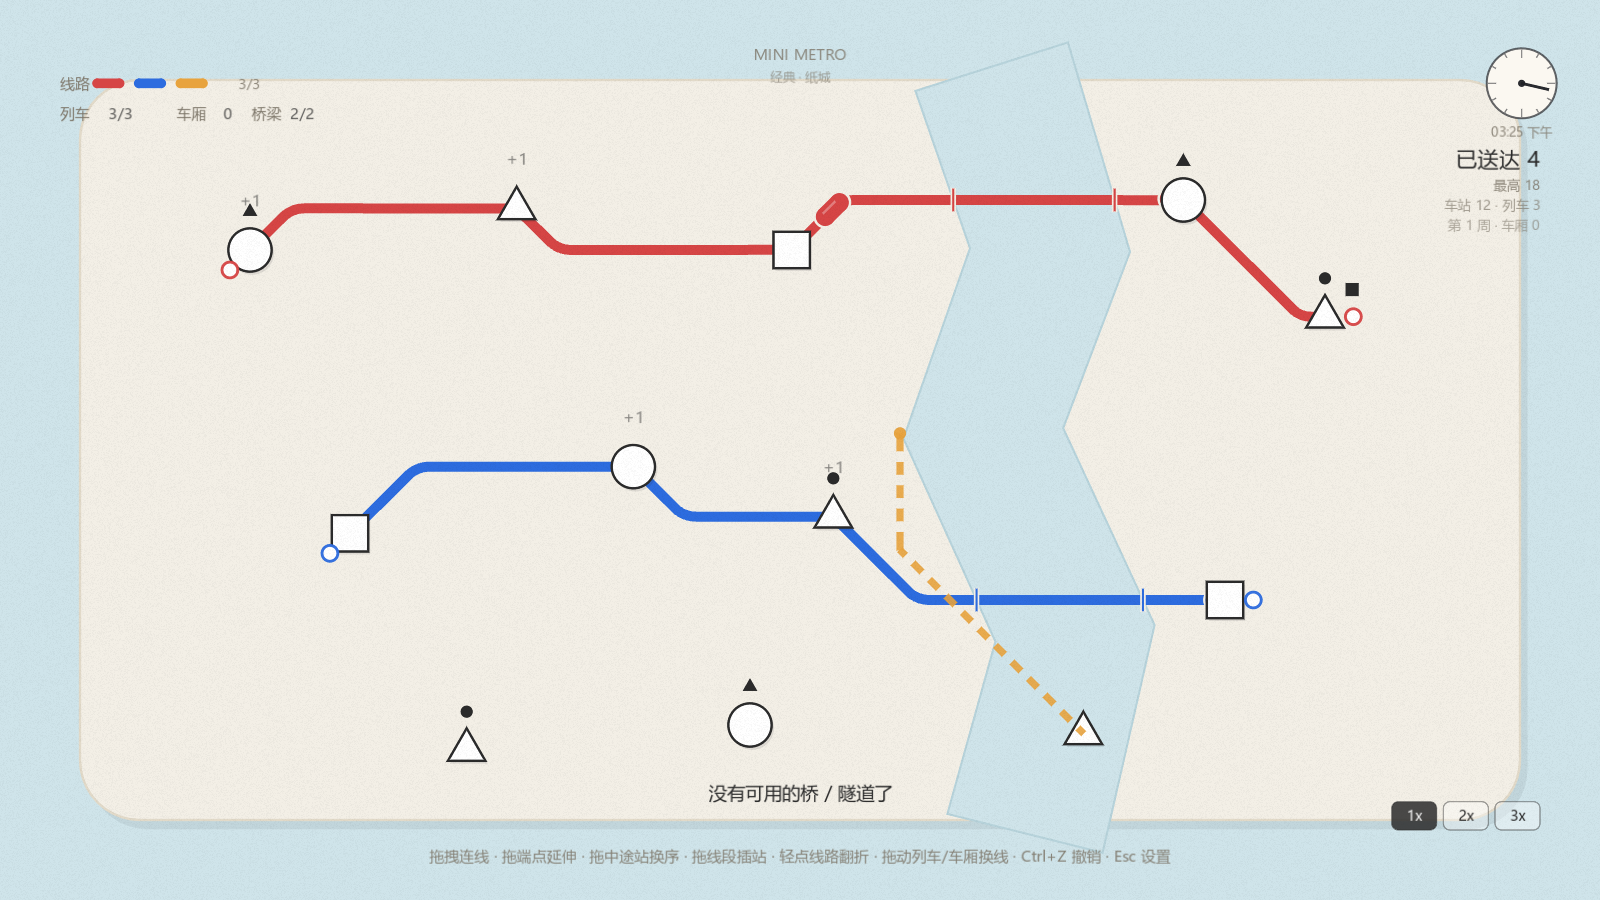 MINI METRO
经典 · 纸城
线路 3/3
列车 3/3 车厢 0 桥梁 2/2
03:25 下午
已送达 4
最高 18
车站 12 · 列车 3
第 1 周 · 车厢 0
+1
+1
+1
+1
没有可用的桥 / 隧道了
1x 2x 3x
拖拽连线 · 拖端点延伸 · 拖中途站换序 · 拖线段插站 · 轻点线路翻折 · 拖动列车/车厢换线 · Ctrl+Z 撤销 · Esc 设置